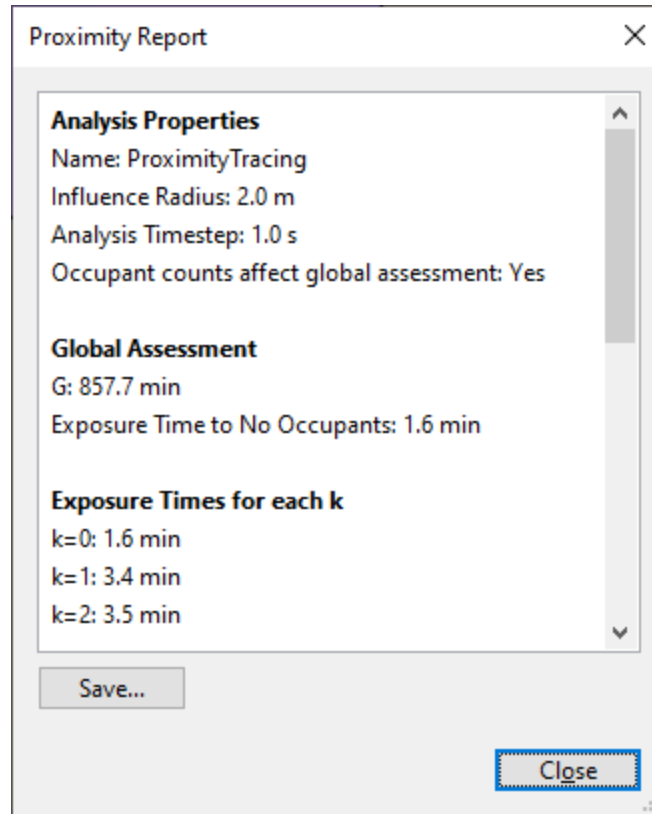 Proximity Report
Analysis Properties
Name: ProximityTracing
Influence Radius: 2.0 m
Analysis Timestep: 1.0 s
Occupant counts affect global assessment: Yes
Global Assessment
G: 857.7 min
Exposure Time to No Occupants: 1.6 min
Exposure Times for each k
k=0: 1.6 min
k=1: 3.4 min
k=2: 3.5 min
Save...
Close